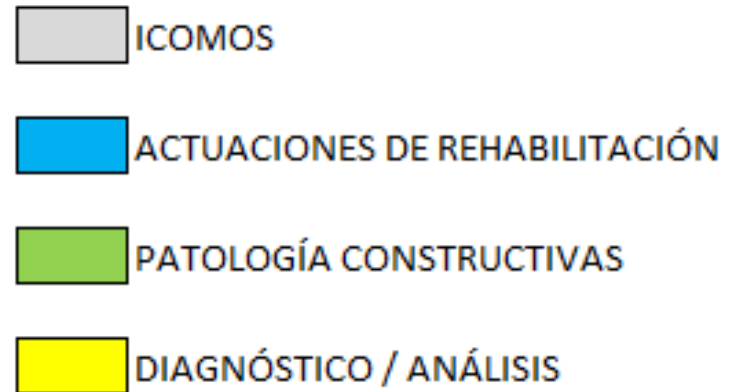 ICOMOS
ACTUACIONES DE REHABILITACIÓN
PATOLOGÍA CONSTRUCTIVAS
DIAGNÓSTICO / ANÁLISIS